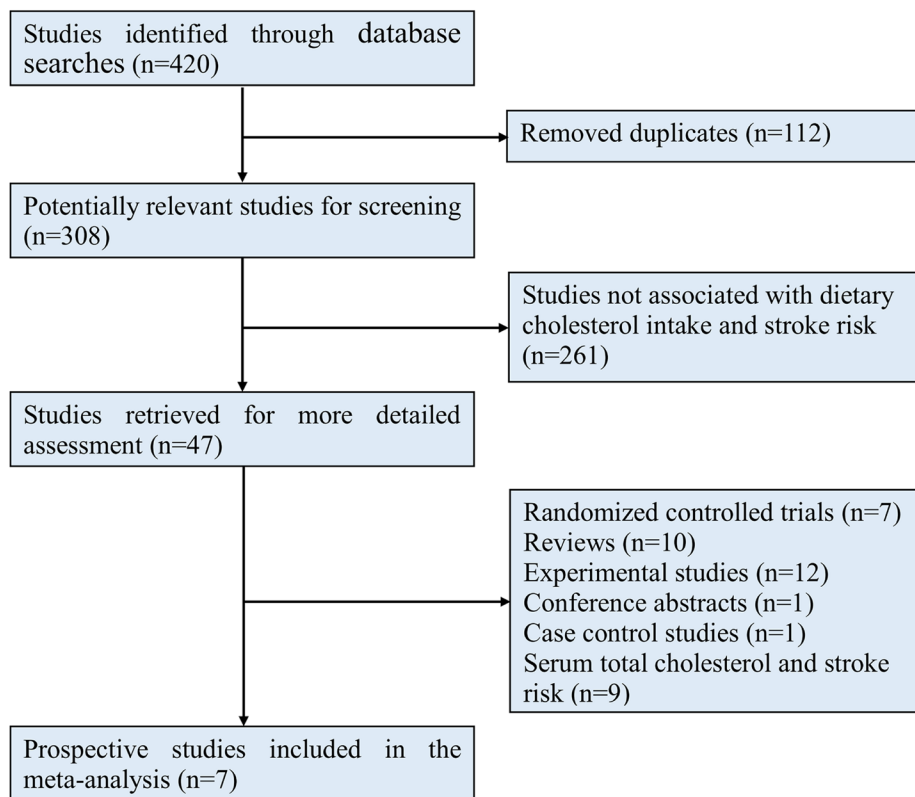 Studies identified through database
searches (n=420)
Removed duplicates (n=112)
Potentially relevant studies for screening
(n=308)
Studies not associated with dietary
cholesterol intake and stroke risk
(n=261)
Studies retrieved for more detailed
assessment (n=47)
Randomized controlled trials (n=7)
Reviews (n=10)
Experimental studies (n=12)
Conference abstracts (n=1)
Case control studies (n=1)
Serum total cholesterol and stroke
risk (n=9)
Prospective studies included in the
meta-analysis (n=7)